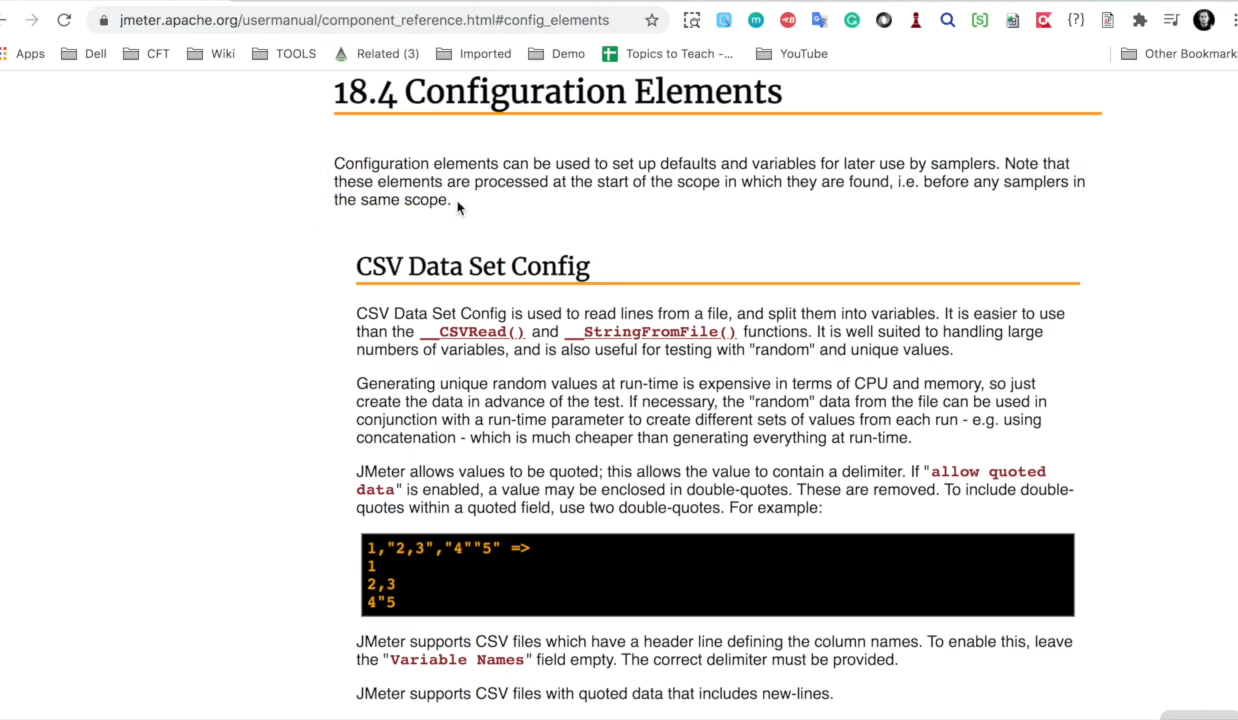 jmeter.apache.org/usermanual/component_reference.html#config_elements
Apps Dell CFT Wiki TOOLS Related (3) Imported Demo Topics to Teach -... YouTube Other Bookmark
18.4 Configuration Elements
Configuration elements can be used to set up defaults and variables for later use by samplers. Note that
these elements are processed at the start of the scope in which they are found, i.e. before any samplers in
the same scope.
CSV Data Set Config
CSV Data Set Config is used to read lines from a file, and split them into variables. It is easier to use
than the __CSVRead() and __StringFromFile() functions. It is well suited to handling large
numbers of variables, and is also useful for testing with "random" and unique values.
Generating unique random values at run-time is expensive in terms of CPU and memory, so just
create the data in advance of the test. If necessary, the "random" data from the file can be used in
conjunction with a run-time parameter to create different sets of values from each run - e.g. using
concatenation - which is much cheaper than generating everything at run-time.
JMeter allows values to be quoted; this allows the value to contain a delimiter. If "allow quoted
data" is enabled, a value may be enclosed in double-quotes. These are removed. To include double-
quotes within a quoted field, use two double-quotes. For example:
1,"2,3","4""5" =>
1
2,3
4"5
JMeter supports CSV files which have a header line defining the column names. To enable this, leave
the "Variable Names" field empty. The correct delimiter must be provided.
JMeter supports CSV files with quoted data that includes new-lines.